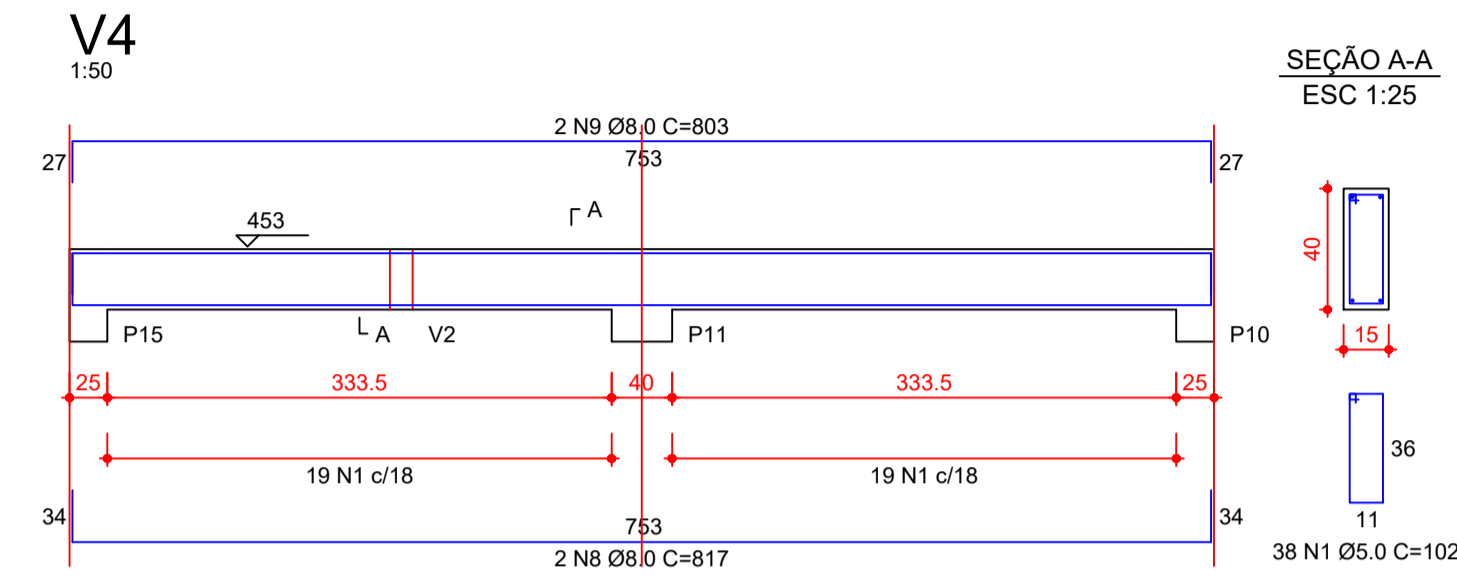 V4
1:50
SEÇÃO A-A
ESC 1:25
2 N9 Ø8.0 C=803
27
753
27
A
453
40
P15
A
V2
P11
P10
15
25
333.5
40
333.5
25
36
19 N1 c/18
19 N1 c/18
34
753
34
11
2 N8 Ø8.0 C=817
38 N1 Ø5.0 C=102